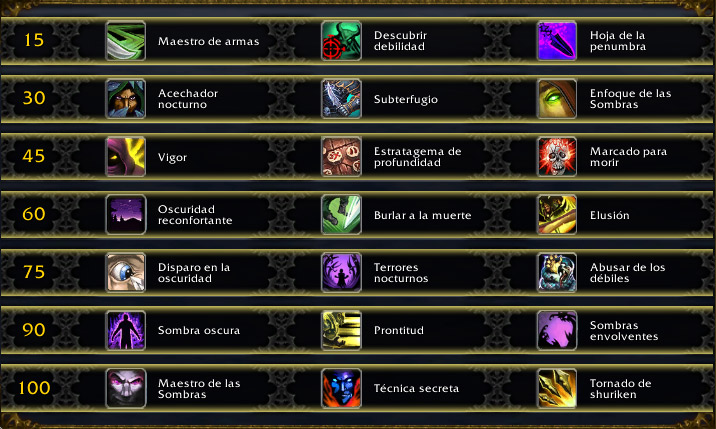 15
Maestro de armas
Descubrir
debilidad
Hoja de la
penumbra
30
Acechador
nocturno
Subterfugio
Enfoque de las
Sombras
45
Vigor
Estratagema de
profundidad
Marcado para
morir
60
Oscuridad
reconfortante
Burlar a la muerte
Elusión
75
Disparo en la
oscuridad
Terrores
nocturnos
Abusar de los
débiles
90
Sombra oscura
Prontitud
Sombras
envolventes
100
Maestro de las
Sombras
Técnica secreta
Tornado de
shuriken